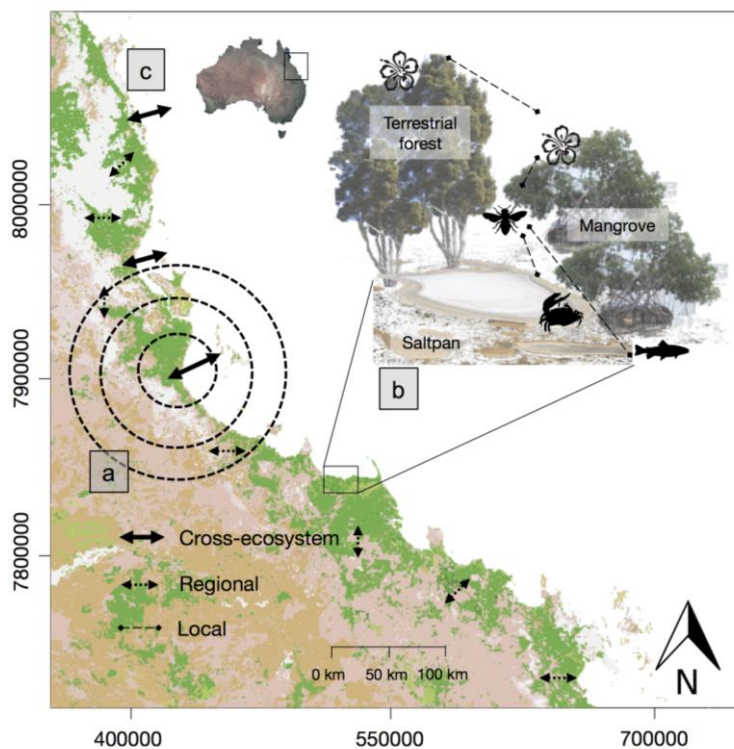 c
Terrestrial
forest
Mangrove
Saltpan
b
a
8000000
7900000
7800000
Cross-ecosystem
Regional
Local
0 km 50 km 100 km
N
400000 550000 700000